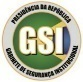 PRESIDÊNCIA DA REPÚBLICA
GSI
GABINETE DE SEGURANÇA INSTITUCIONAL